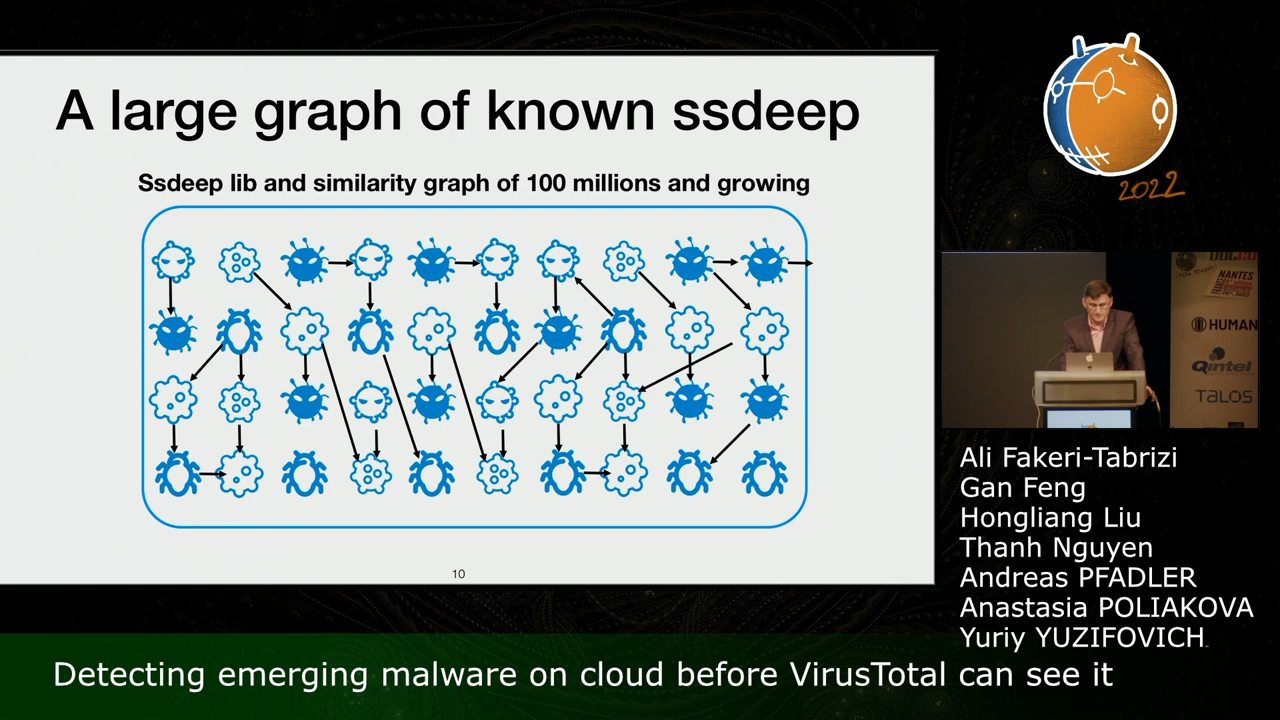 A large graph of known ssdeep
Ssdeep lib and similarity graph of 100 millions and growing
10
2022
NANTES
HUMAN
Qintel
TALOS
Ali Fakeri-Tabrizi
Gan Feng
Hongliang Liu
Thanh Nguyen
Andreas PFADLER
Anastasia POLIAKOVA
Yuriy YUZIFOVICH
Detecting emerging malware on cloud before VirusTotal can see it